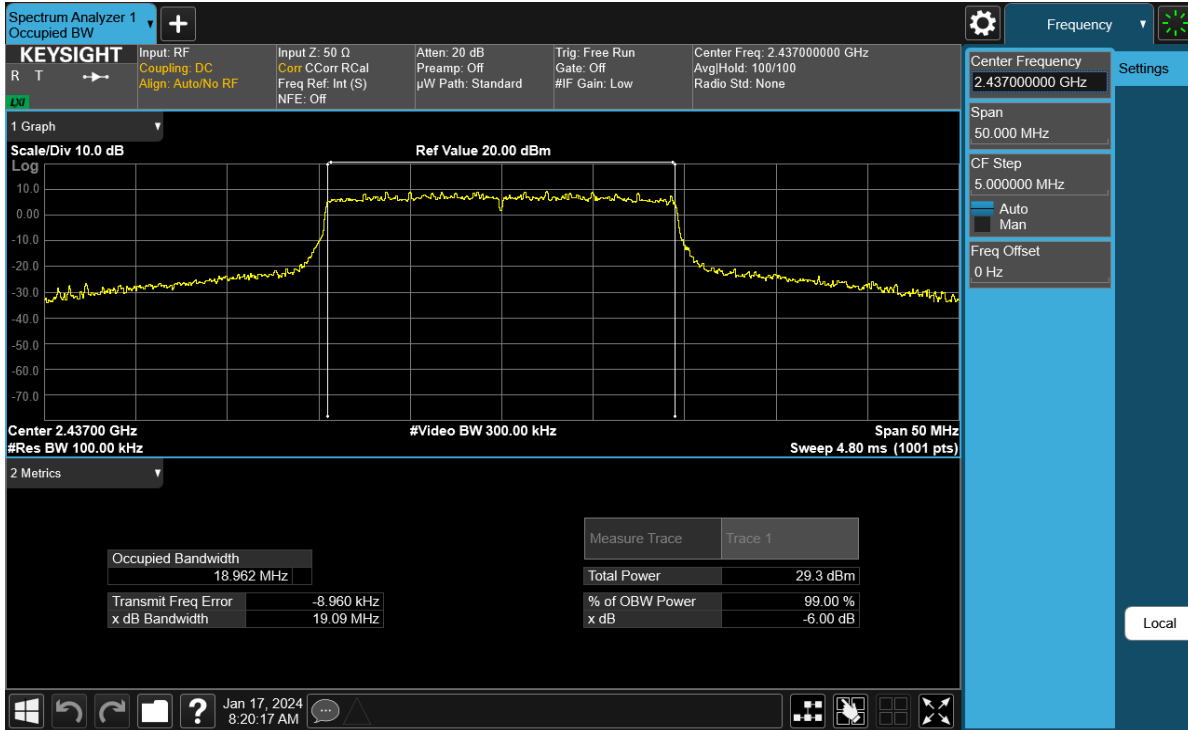 Spectrum Analyzer 1
Occupied BW
Frequency
KEYSIGHT
R T
LXI
Input: RF
Coupling: DC
Align: Auto/No RF
Input Z: 50 Ω
Corr CCorr RCal
Freq Ref: Int (S)
NFE: Off
Atten: 20 dB
Preamp: Off
µW Path: Standard
Trig: Free Run
Gate: Off
#IF Gain: Low
Center Freq: 2.437000000 GHz
Avg|Hold: 100/100
Radio Std: None
Center Frequency
2.437000000 GHz
Settings
Span
50.000 MHz
CF Step
5.000000 MHz
Auto
Man
Freq Offset
0 Hz
Local
1 Graph
Scale/Div 10.0 dB
Ref Value 20.00 dBm
Log
10.0
0.00
-10.0
-20.0
-30.0
-40.0
-50.0
-60.0
-70.0
Center 2.43700 GHz
#Video BW 300.00 kHz
Span 50 MHz
#Res BW 100.00 kHz
Sweep 4.80 ms (1001 pts)
2 Metrics
Measure Trace
Trace 1
Occupied Bandwidth
18.962 MHz
Total Power
29.3 dBm
Transmit Freq Error
-8.960 kHz
% of OBW Power
99.00 %
x dB Bandwidth
19.09 MHz
x dB
-6.00 dB
?
Jan 17, 2024
8:20:17 AM